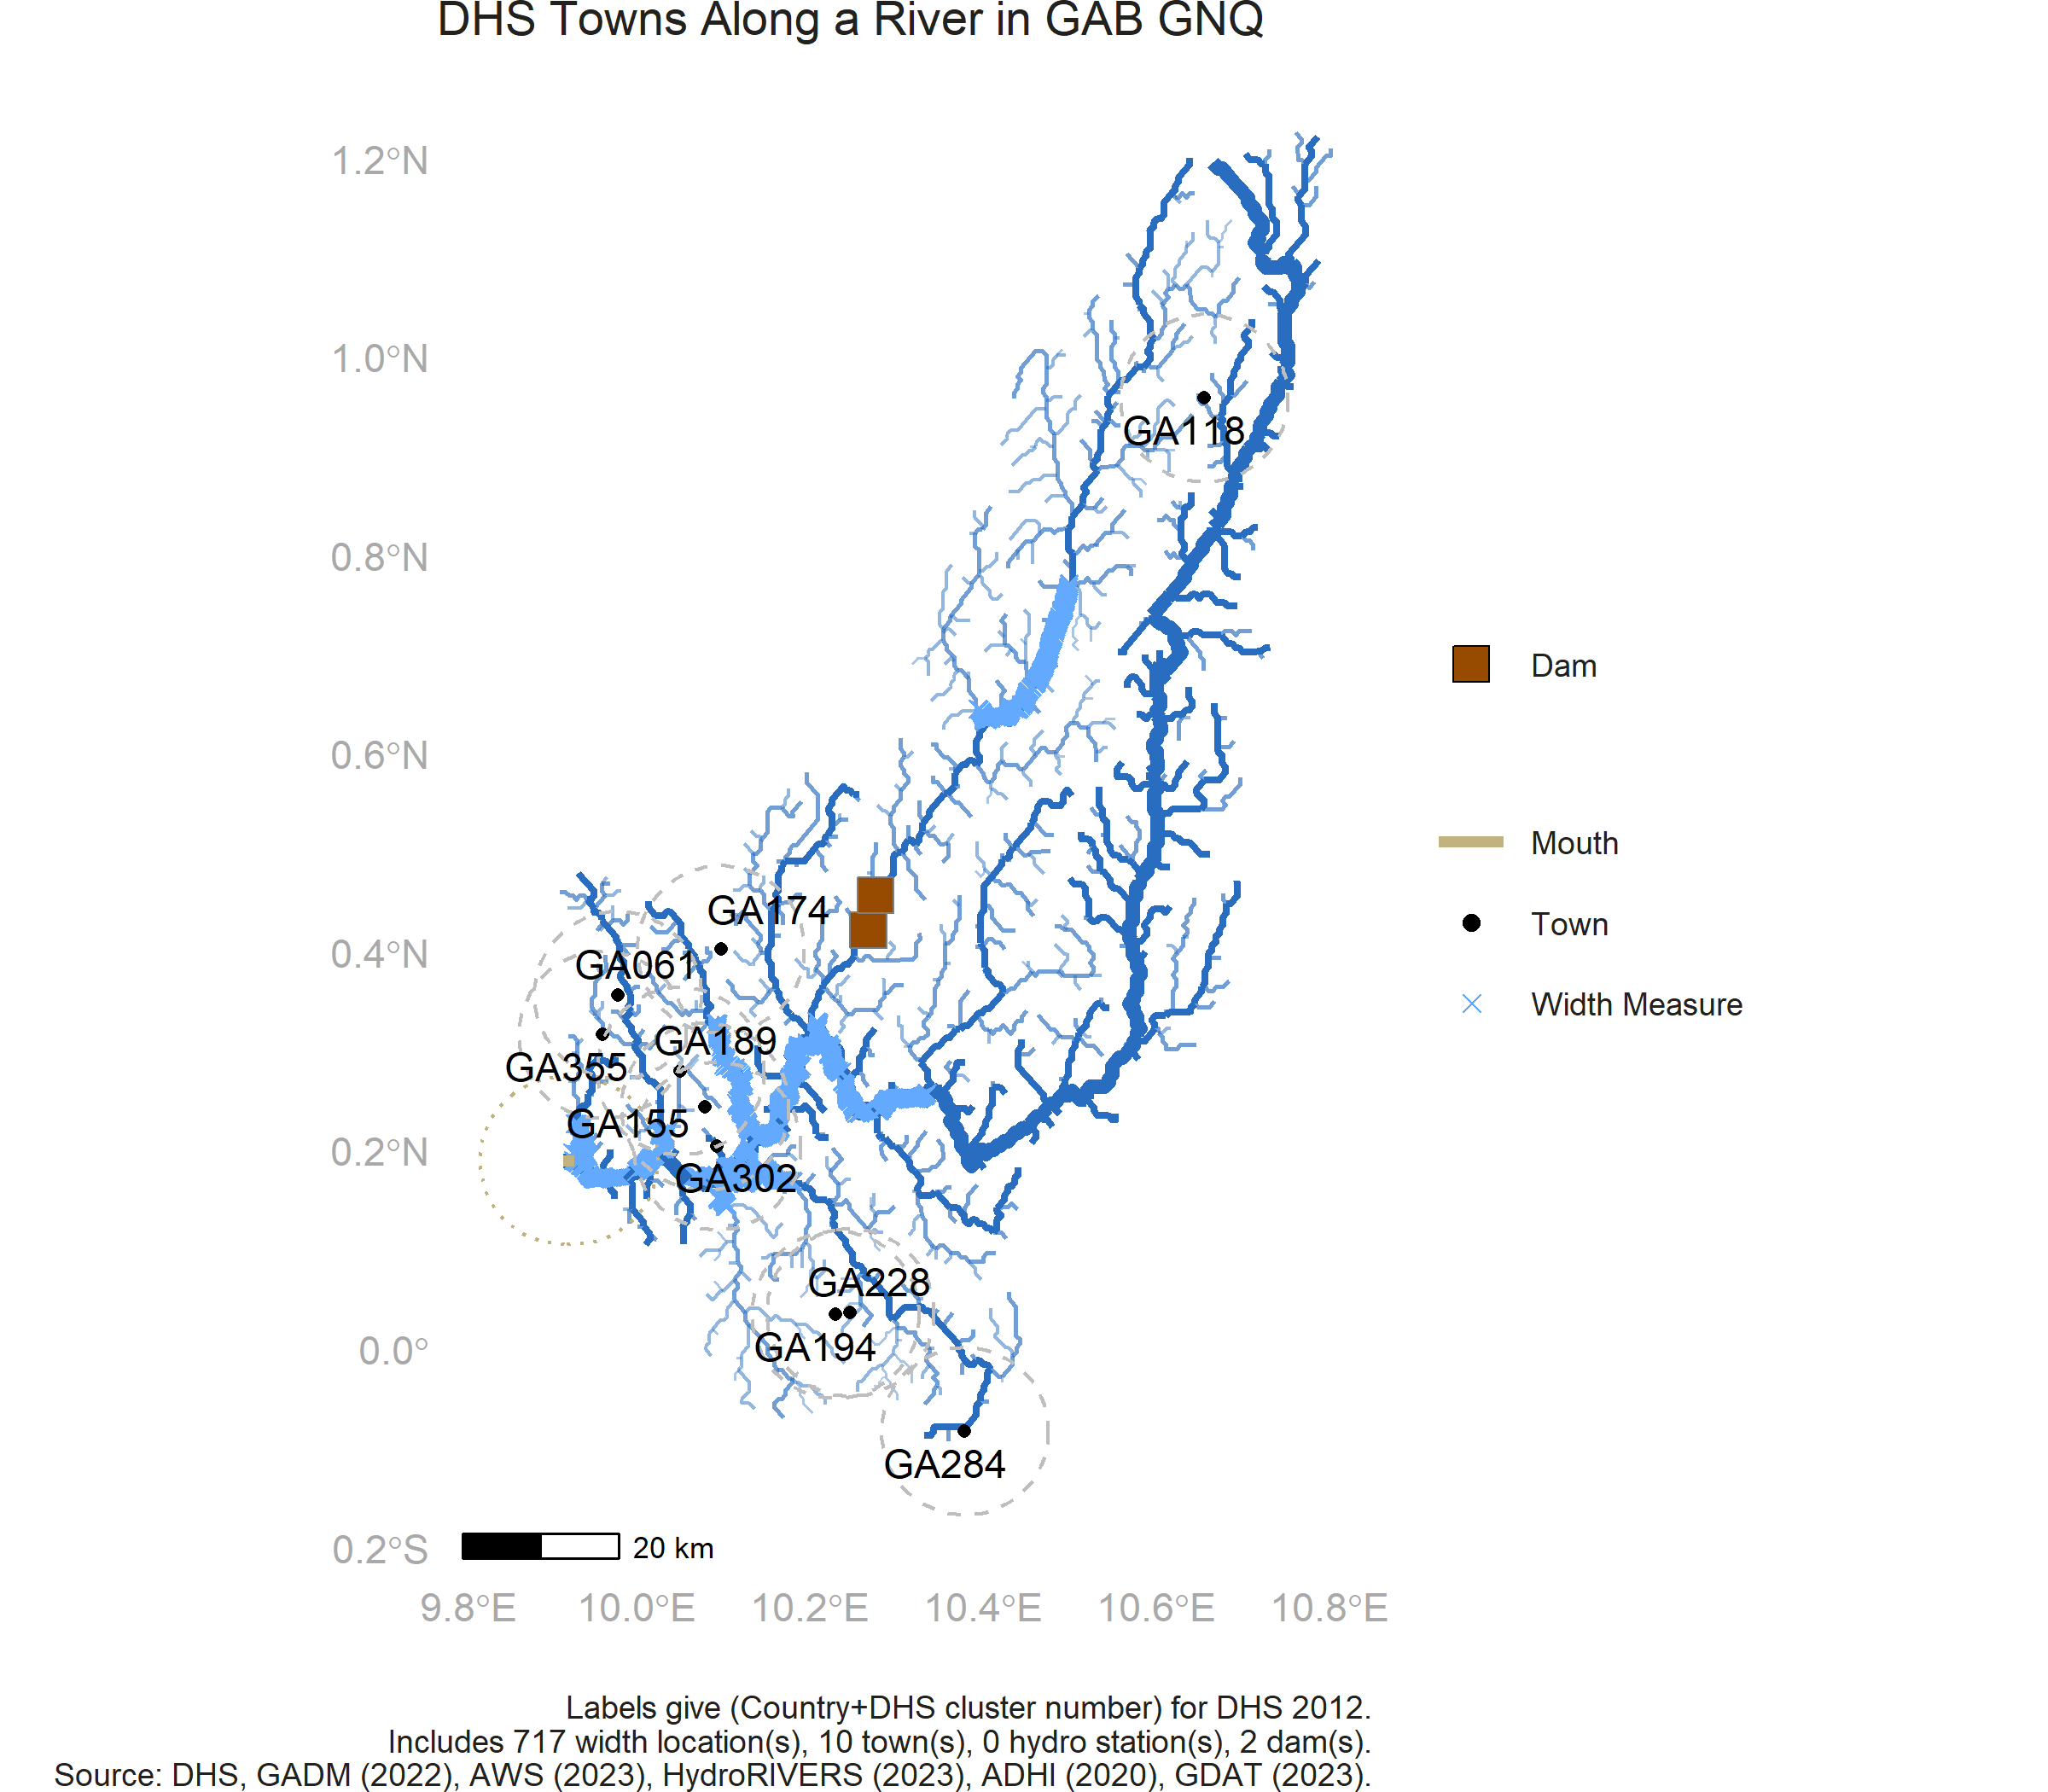 DHS Towns Along a River in GAB GNQ
1.2°N
1.0°N
0.8°N
0.6°N
0.4°N
0.2°N
0.0°
0.2°S
9.8°E 10.0°E 10.2°E 10.4°E 10.6°E 10.8°E
GA118
GA174
GA061
GA189
GA355
GA155
GA302
GA228
GA194
GA284
20 km
Dam
Mouth
Town
Width Measure
Labels give (Country+DHS cluster number) for DHS 2012.
Includes 717 width location(s), 10 town(s), 0 hydro station(s), 2 dam(s).
Source: DHS, GADM (2022), AWS (2023), HydroRIVERS (2023), ADHI (2020), GDAT (2023).